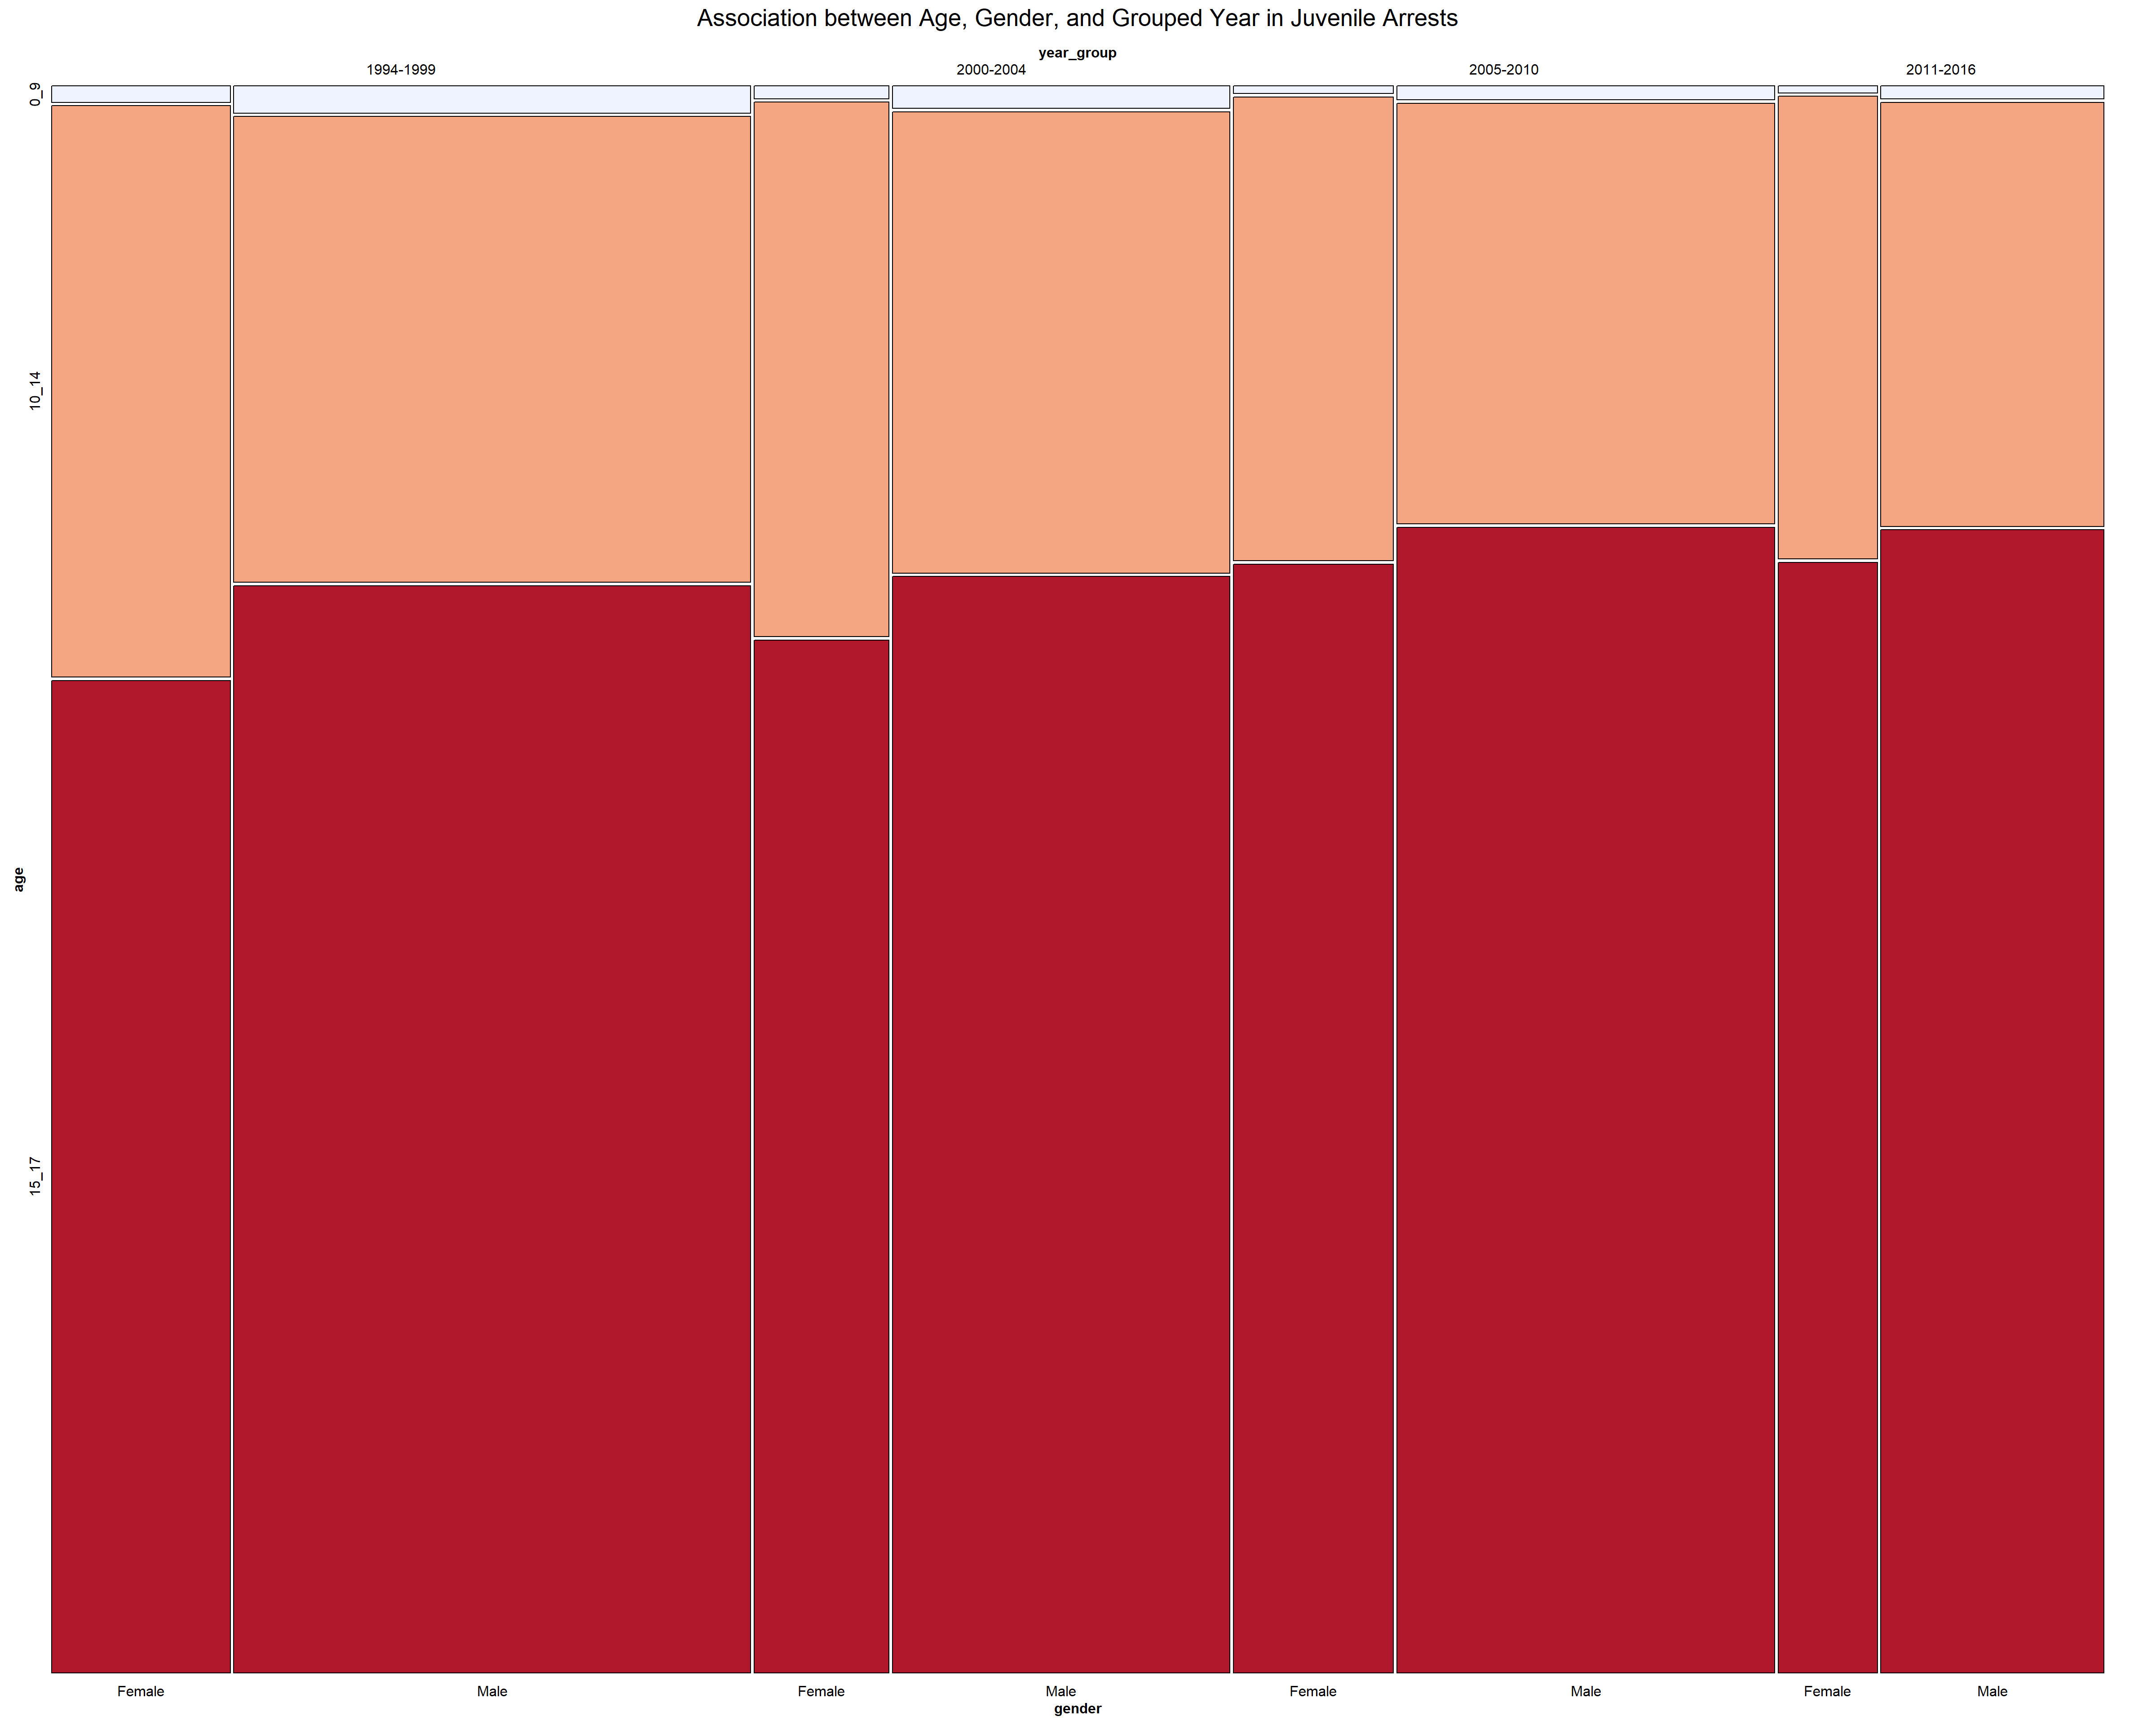 Association between Age, Gender, and Grouped Year in Juvenile Arrests
year_group
1994-1999 2000-2004 2005-2010 2011-2016
0_9
10_14
age
15_17
Female Male Female Male Female Male Female Male
gender